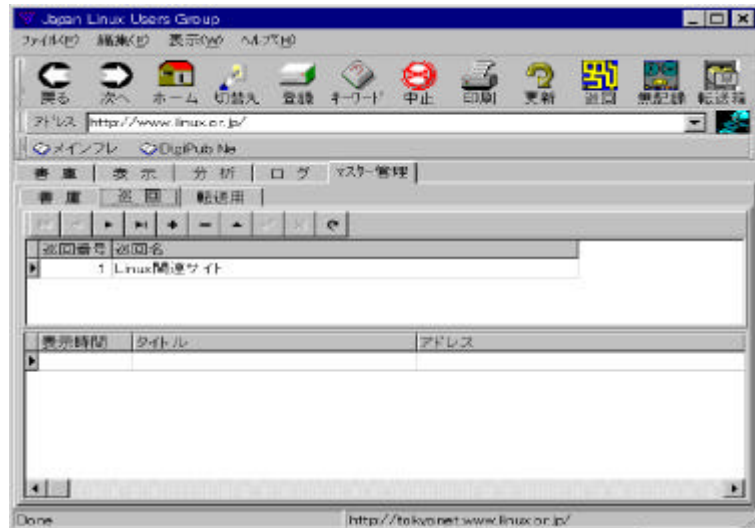 Japan Linux Users Group
ファイル(F) 編集(E) 表示(W) ヘルプ(H)
戻る 次へ ホーム 切替入 登録 キーワード 中止 印刷 更新 巡回 無記録 転送箱
アドレス http://www.linux.or.jp/
メインフレ DigiPub Ne
書庫 表示 分析 ログ マスター管理
書庫 巡回 転送用
巡回番号 巡回名
1 Linux関連サイト
表示時間 タイトル アドレス
Done http://tokyonet.www.linux.or.jp/